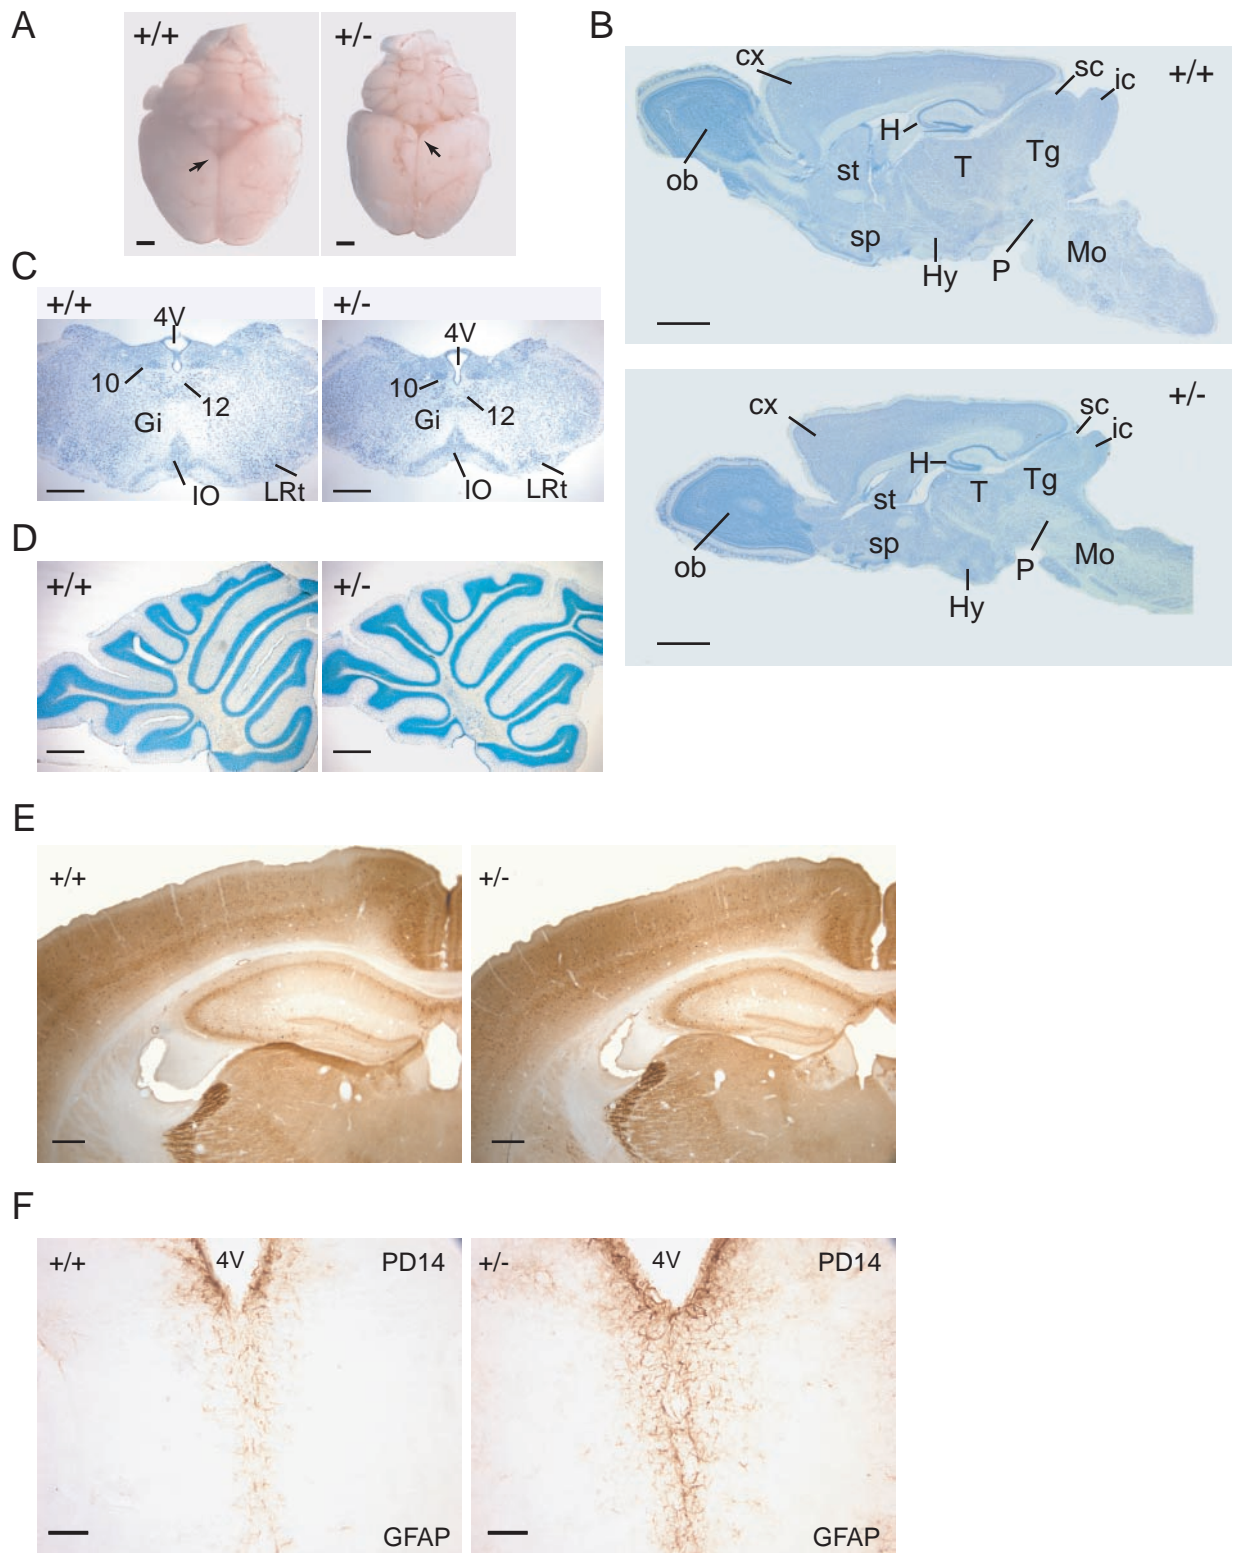 A
+/+
+/-
B
cx
sc
ic
+/+
H
ob
st
T
Tg
sp
Hy
P
Mo
cx
sc
ic
+/-
H
st
T
Tg
ob
sp
P
Mo
Hy
C
+/+
4V
10
12
Gi
IO
LRt
+/-
4V
10
12
Gi
IO
LRt
D
+/+
+/-
E
+/+
+/-
F
+/+
4V
PD14
GFAP
+/-
4V
PD14
GFAP